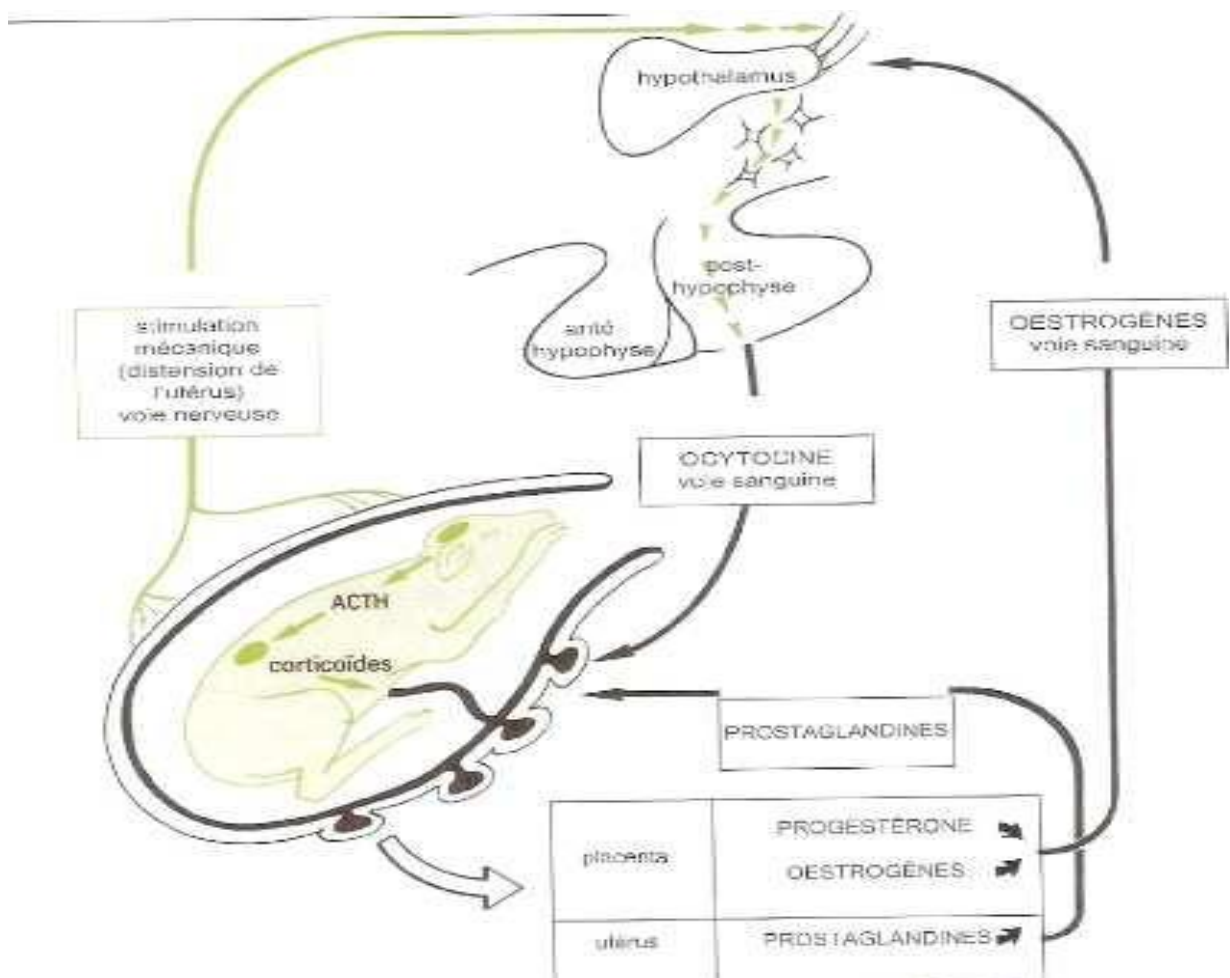 hypothalamus
post-
hypophyse
anté
hypophyse
stimulation
mécanique
(distension de
l'utérus)
voie nerveuse
OESTROGÈNES
voie sanguine
OCYTOCINE
voie sanguine
ACTH
corticoïdes
PROSTAGLANDINES
placenta
PROGESTÉRONE
OESTROGÈNES
utérus
PROSTAGLANDINES